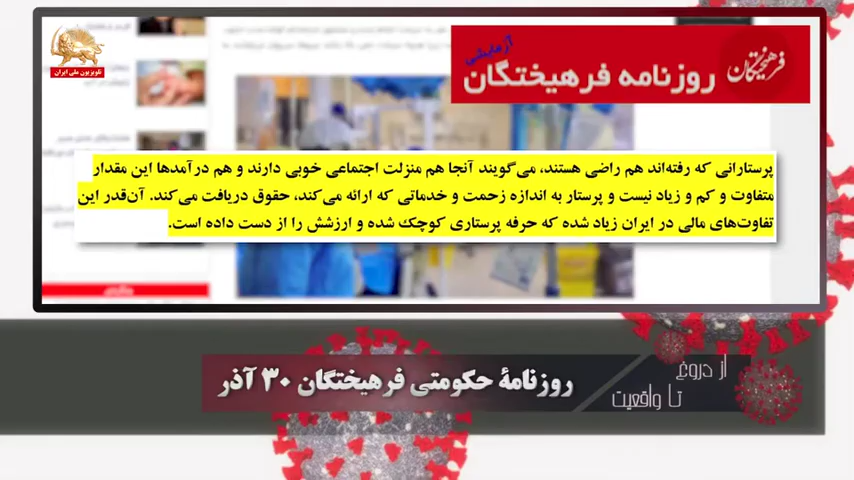 تلویزیون ملی ایران
آزمایشی
روزنامه فرهیختگان
فرهیختگان
پرستارانی که رفته‌اند هم راضی هستند، می‌گویند آنجا هم منزلت اجتماعی خوبی دارند و هم درآمدها این مقدار
متفاوت و کم و زیاد نیست و پرستار به اندازه زحمت و خدماتی که ارائه می‌کند، حقوق دریافت می‌کند. آن‌قدر این
تفاوت‌های مالی در ایران زیاد شده که حرفه پرستاری کوچک شده و ارزشش را از دست داده است.
از دروغ
تا واقعیت
روزنامهٔ حکومتی فرهیختگان ۳۰ آذر